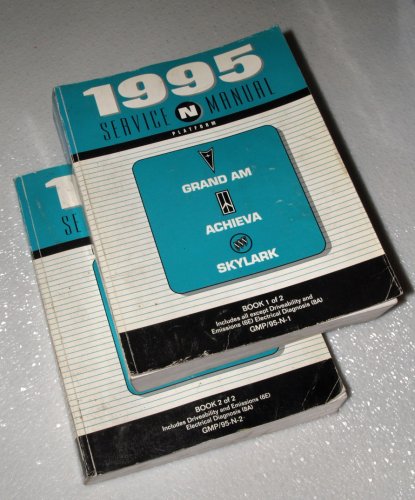 1995
SERVICE N MANUAL
PLATFORM
GRAND AM
ACHIEVA
SKYLARK
BOOK 1 of 2
Includes all except Driveability and
Emissions (6E) Electrical Diagnosis (8A)
GMP/95-N-1
1
SE
BOOK 2 of 2
Includes Driveability and Emissions (6E)
Electrical Diagnosis (8A)
GMP/95-N-2